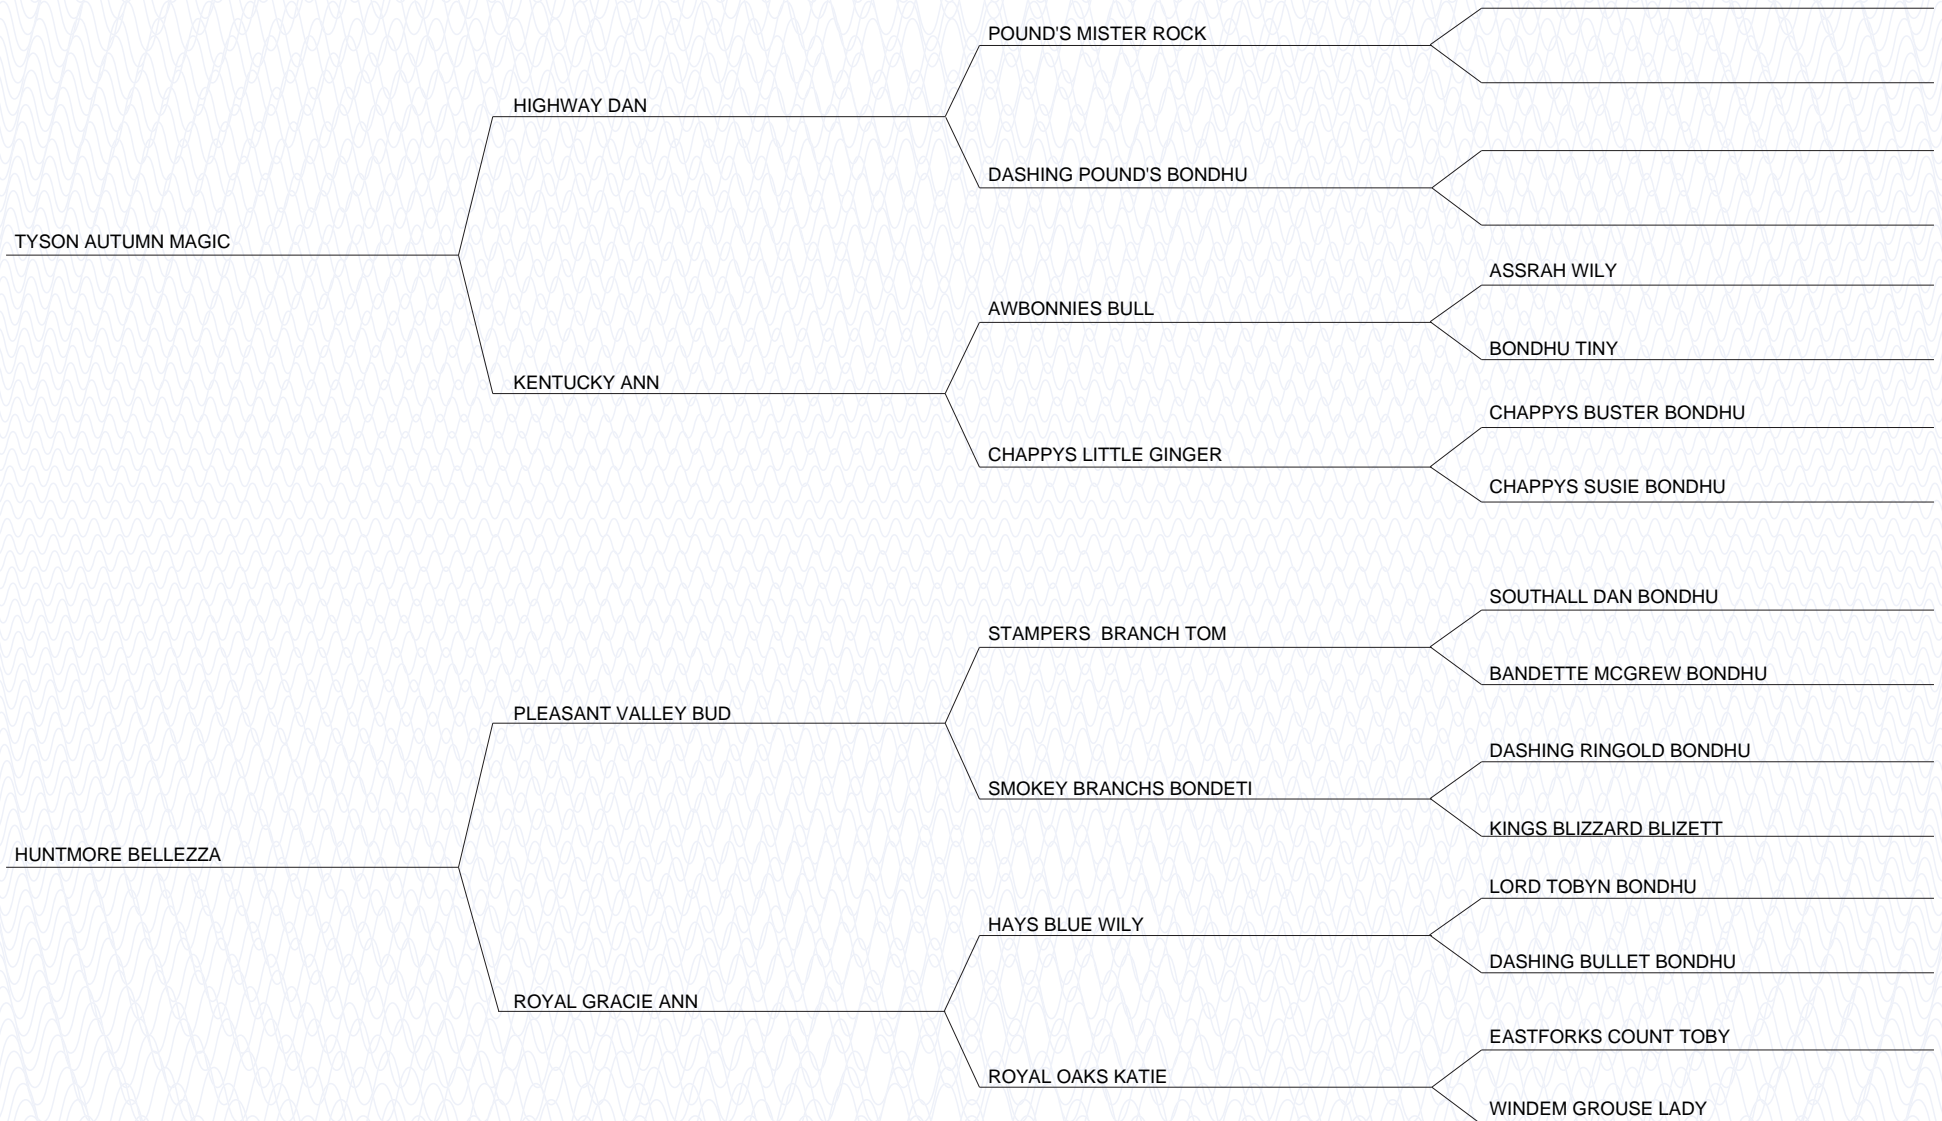 POUND'S MISTER ROCK
HIGHWAY DAN
DASHING POUND'S BONDHU
TYSON AUTUMN MAGIC
ASSRAH WILY
AWBONNIES BULL
BONDHU TINY
KENTUCKY ANN
CHAPPYS BUSTER BONDHU
CHAPPYS LITTLE GINGER
CHAPPYS SUSIE BONDHU
SOUTHALL DAN BONDHU
STAMPERS  BRANCH TOM
BANDETTE MCGREW BONDHU
PLEASANT VALLEY BUD
DASHING RINGOLD BONDHU
SMOKEY BRANCHS BONDETI
KINGS BLIZZARD BLIZETT
HUNTMORE BELLEZZA
LORD TOBYN BONDHU
HAYS BLUE WILY
DASHING BULLET BONDHU
ROYAL GRACIE ANN
EASTFORKS COUNT TOBY
ROYAL OAKS KATIE
WINDEM GROUSE LADY